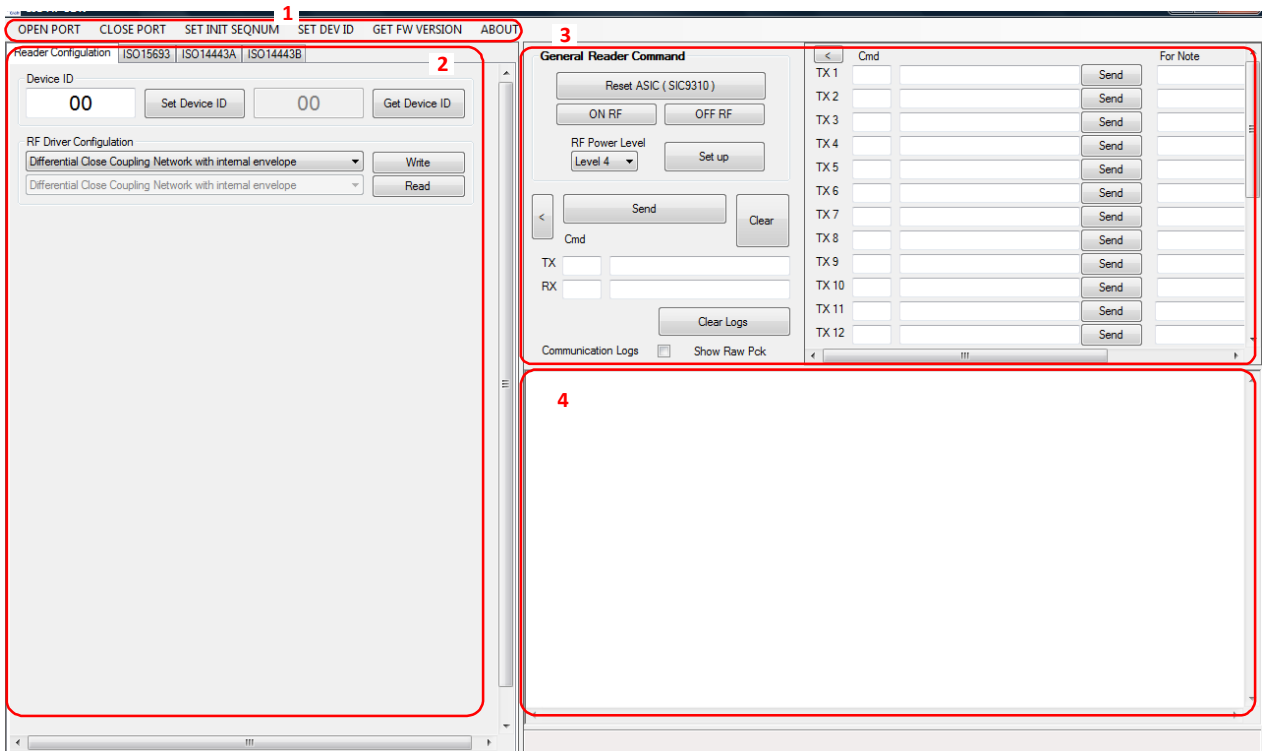 1
OPEN PORT CLOSE PORT SET INIT SEQNUM SET DEV ID GET FW VERSION ABOUT
Reader Configulation ISO15693 ISO14443A ISO14443B
2
Device ID
00 Set Device ID 00 Get Device ID
RF Driver Configulation
Differential Close Coupling Network with internal envelope Write
Differential Close Coupling Network with internal envelope Read
3
General Reader Command
Reset ASIC ( SIC9310 )
ON RF OFF RF
RF Power Level
Level 4 Set up
< Send Clear
Cmd
TX
RX
Clear Logs
Communication Logs Show Raw Pck
< Cmd For Note
TX 1 Send
TX 2 Send
TX 3 Send
TX 4 Send
TX 5 Send
TX 6 Send
TX 7 Send
TX 8 Send
TX 9 Send
TX 10 Send
TX 11 Send
TX 12 Send
4